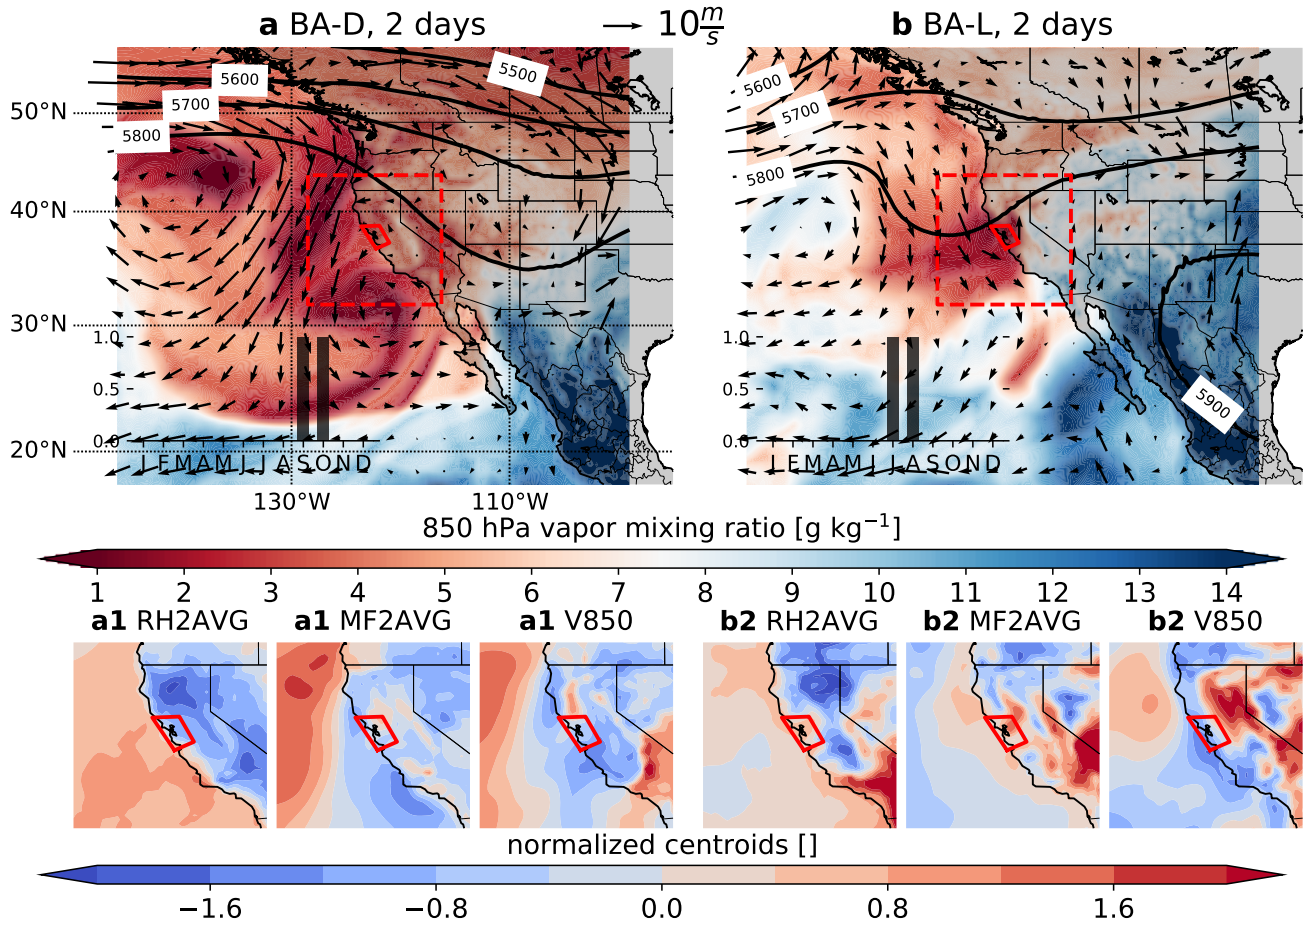 a BA-D, 2 days
10 m/s
b BA-L, 2 days
5600
5500
5700
5800
5600
5700
5800
5900
50°N
40°N
30°N
20°N
1.0
0.5
0.0
J F M A M J J A S O N D
1.0
0.5
0.0
J F M A M J J A S O N D
130°W
110°W
850 hPa vapor mixing ratio [g kg⁻¹]
1 2 3 4 5 6 7 8 9 10 11 12 13 14
a1 RH2AVG
a1 MF2AVG
a1 V850
b2 RH2AVG
b2 MF2AVG
b2 V850
normalized centroids []
−1.6 −0.8 0.0 0.8 1.6